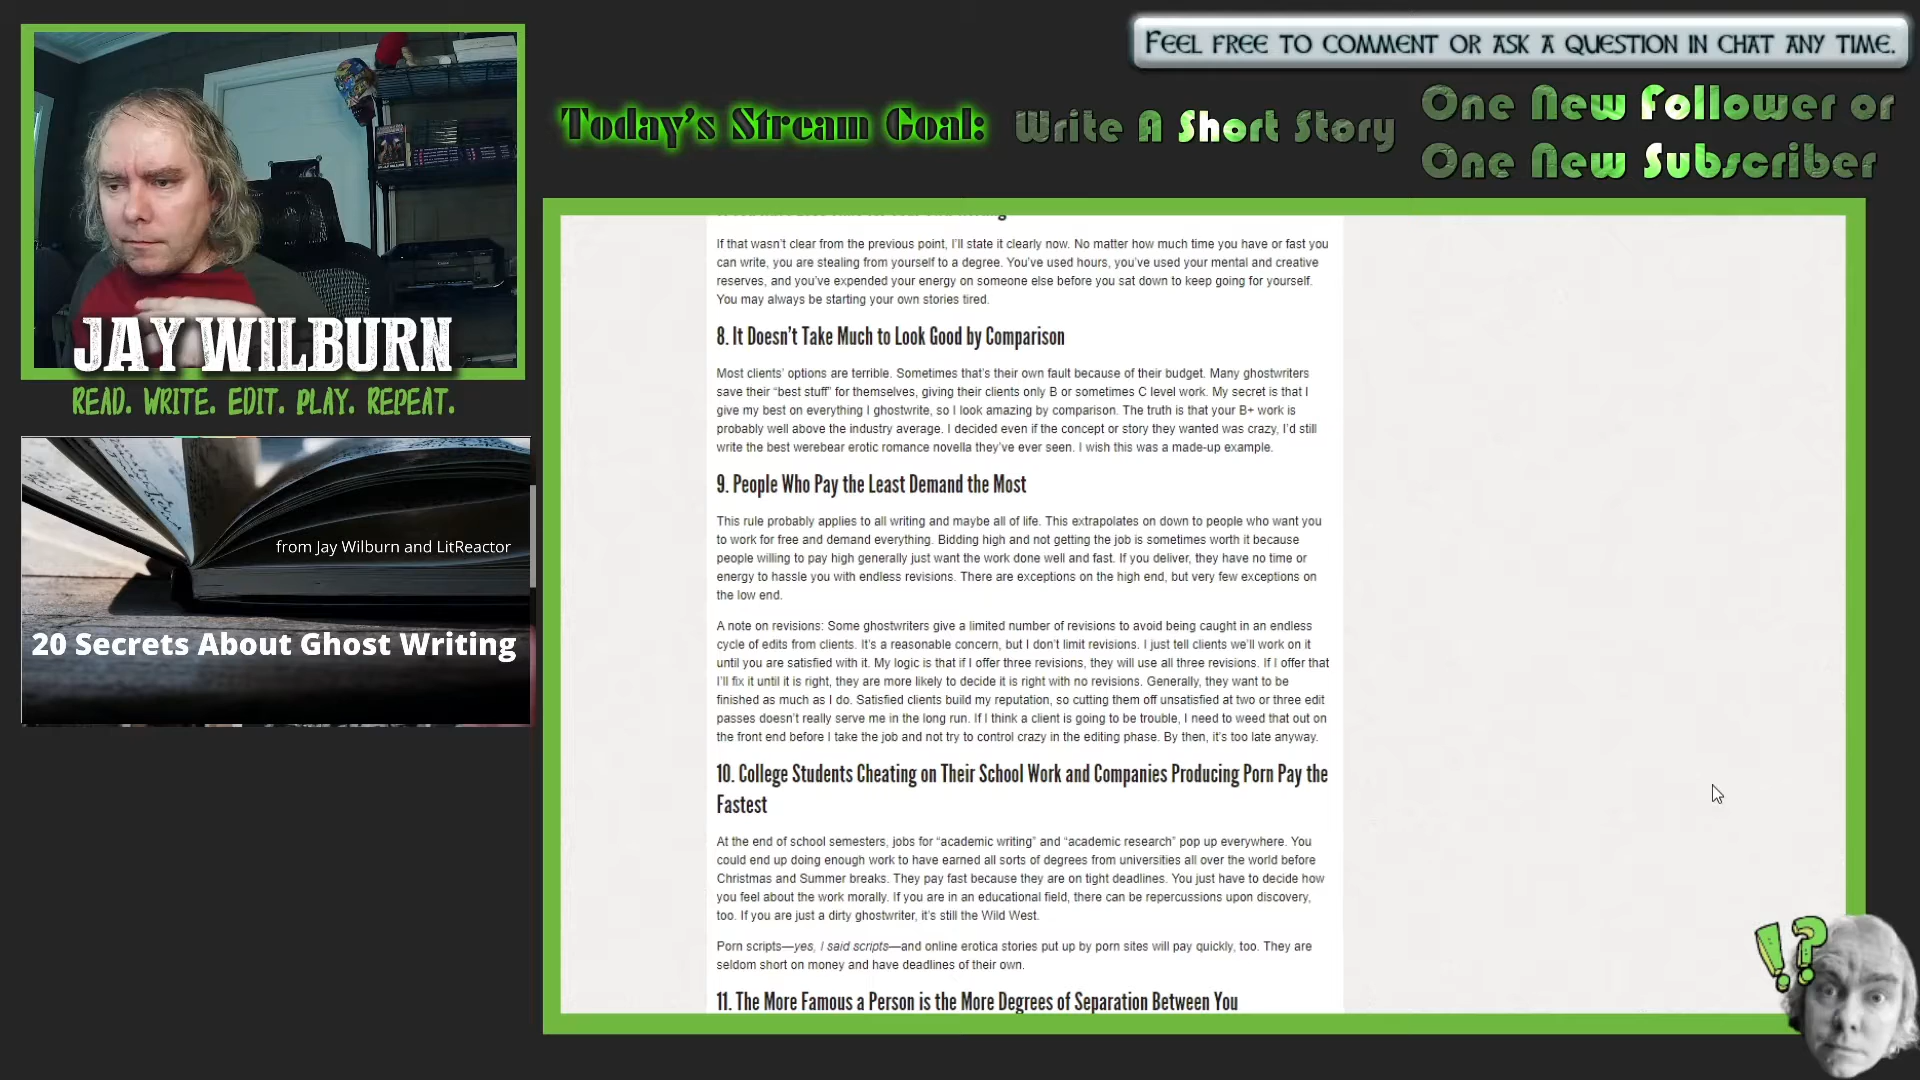 FEEL FREE TO COMMENT OR ASK A QUESTION IN CHAT ANY TIME.
Today's Stream Goal:
Write A Short Story
One New Follower or
One New Subscriber
JAY WILBURN
READ. WRITE. EDIT. PLAY. REPEAT.
from Jay Wilburn and LitReactor
20 Secrets About Ghost Writing
If that wasn’t clear from the previous point, I’ll state it clearly now. No matter how much time you have or fast you
can write, you are stealing from yourself to a degree. You’ve used hours, you’ve used your mental and creative
reserves, and you’ve expended your energy on someone else before you sat down to keep going for yourself.
You may always be starting your own stories tired.
8. It Doesn’t Take Much to Look Good by Comparison
Most clients’ options are terrible. Sometimes that’s their own fault because of their budget. Many ghostwriters
save their “best stuff” for themselves, giving their clients only B or sometimes C level work. My secret is that I
give my best on everything I ghostwrite, so I look amazing by comparison. The truth is that your B+ work is
probably well above the industry average. I decided even if the concept or story they wanted was crazy, I’d still
write the best werebear erotic romance novella they’ve ever seen. I wish this was a made-up example.
9. People Who Pay the Least Demand the Most
This rule probably applies to all writing and maybe all of life. This extrapolates on down to people who want you
to work for free and demand everything. Bidding high and not getting the job is sometimes worth it because
people willing to pay high generally just want the work done well and fast. If you deliver, they have no time or
energy to hassle you with endless revisions. There are exceptions on the high end, but very few exceptions on
the low end.
A note on revisions: Some ghostwriters give a limited number of revisions to avoid being caught in an endless
cycle of edits from clients. It’s a reasonable concern, but I don’t limit revisions. I just tell clients we’ll work on it
until you are satisfied with it. My logic is that if I offer three revisions, they will use all three revisions. If I offer that
I’ll fix it until it is right, they are more likely to decide it is right with no revisions. Generally, they want to be
finished as much as I do. Satisfied clients build my reputation, so cutting them off unsatisfied at two or three edit
passes doesn’t really serve me in the long run. If I think a client is going to be trouble, I need to weed that out on
the front end before I take the job and not try to control crazy in the editing phase. By then, it’s too late anyway.
10. College Students Cheating on Their School Work and Companies Producing Porn Pay the
Fastest
At the end of school semesters, jobs for “academic writing” and “academic research” pop up everywhere. You
could end up doing enough work to have earned all sorts of degrees from universities all over the world before
Christmas and Summer breaks. They pay fast because they are on tight deadlines. You just have to decide how
you feel about the work morally. If you are in an educational field, there can be repercussions upon discovery,
too. If you are just a dirty ghostwriter, it’s still the Wild West.
Porn scripts—yes, I said scripts—and online erotica stories put up by porn sites will pay quickly, too. They are
seldom short on money and have deadlines of their own.
11. The More Famous a Person is the More Degrees of Separation Between You
!?